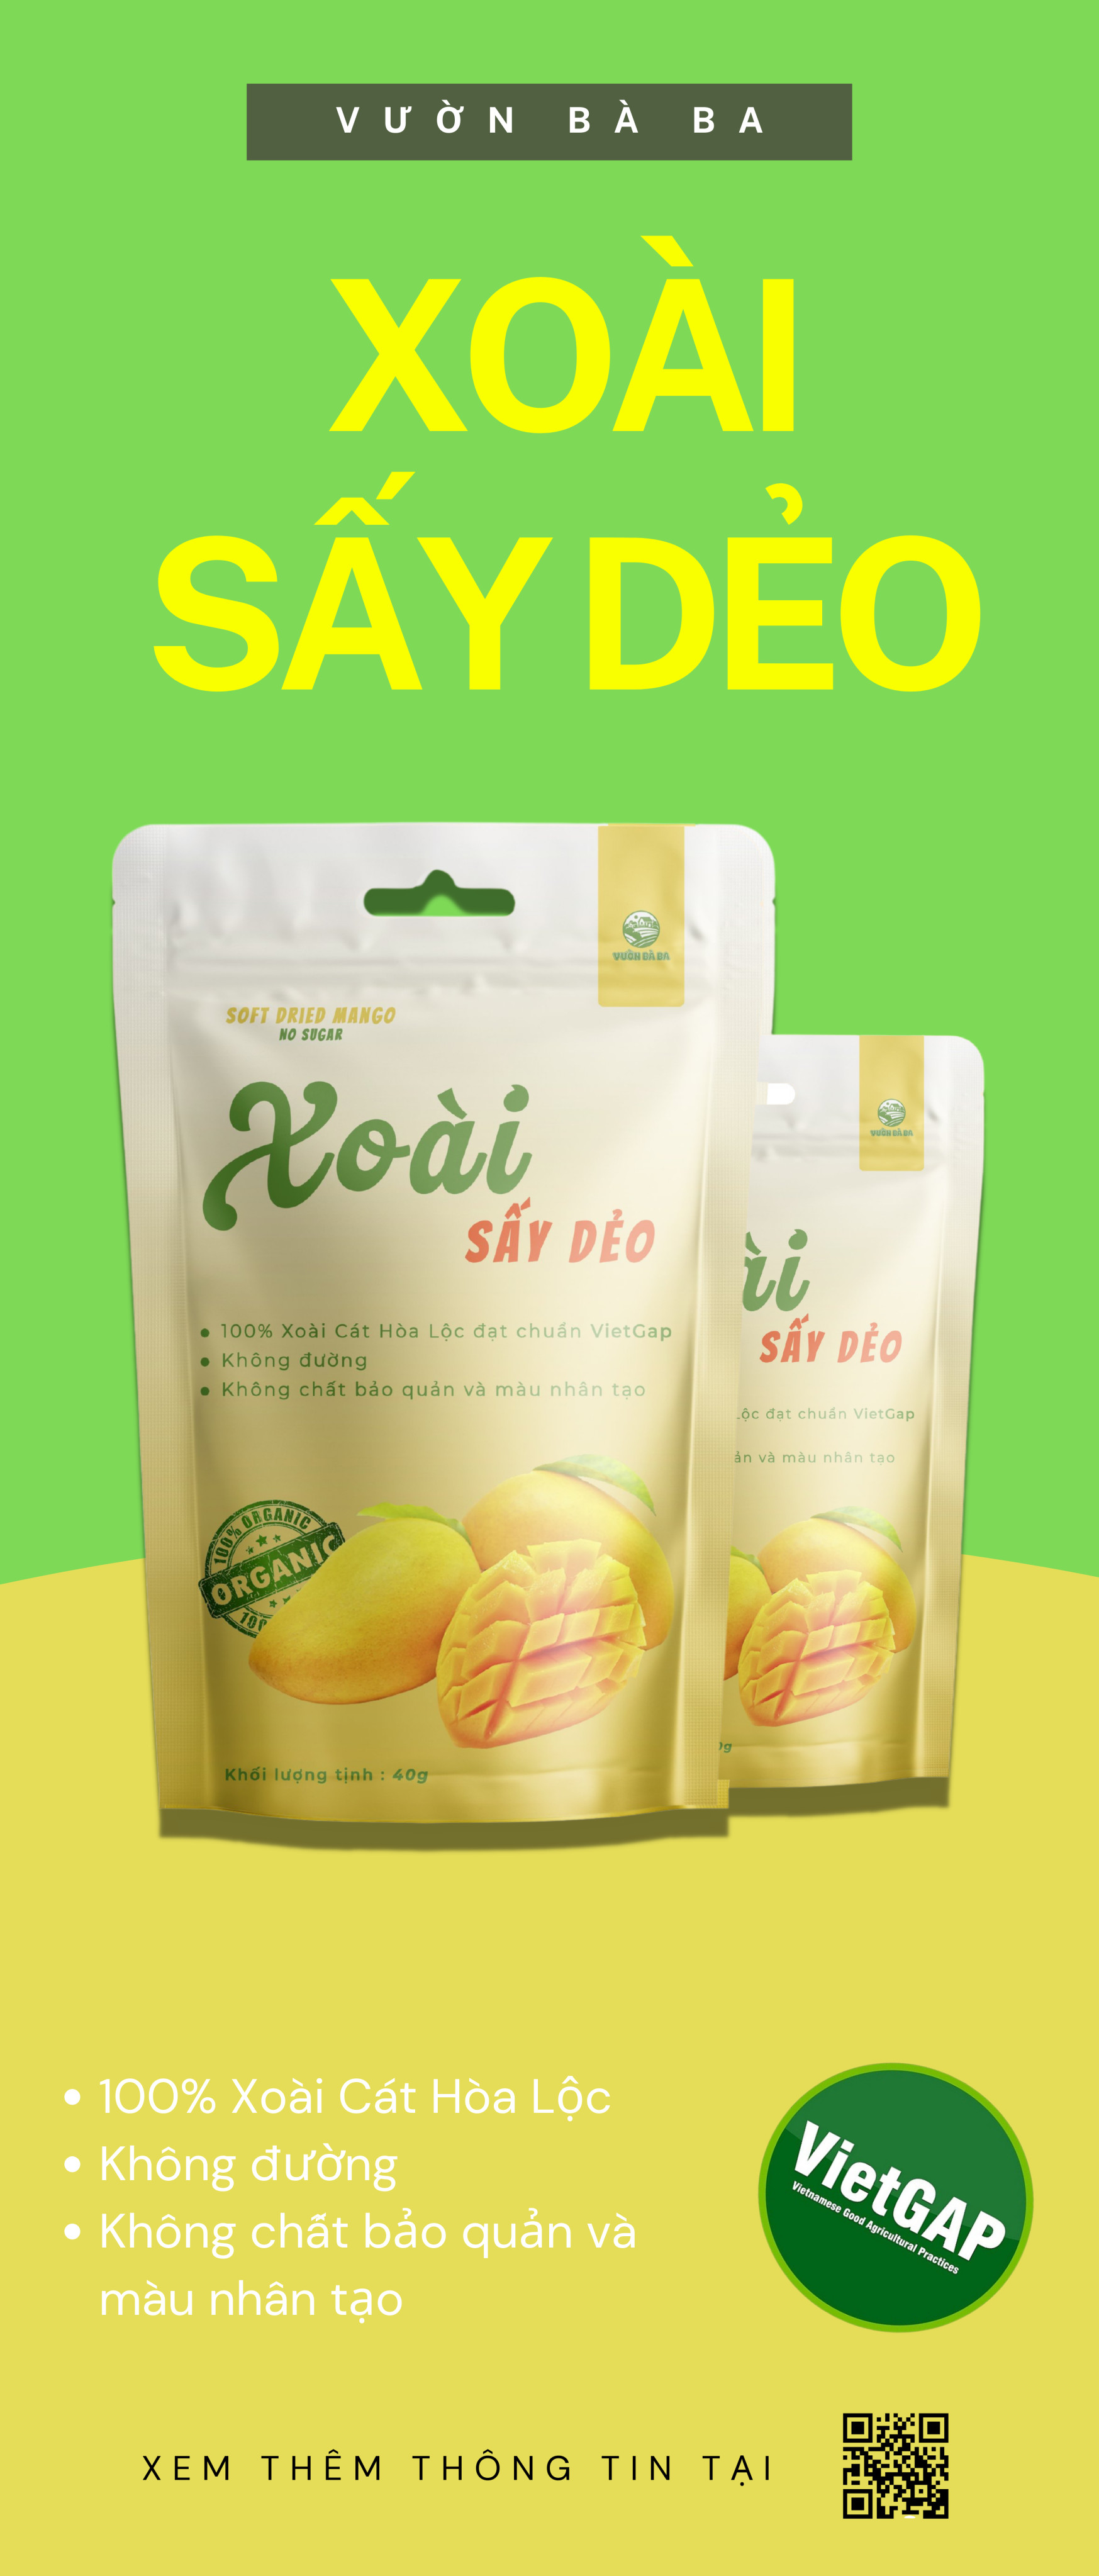 VƯỜN BÀ BA
XOÀI
SẤY DẺO
VƯỜN BÀ BA
SOFT DRIED MANGO
NO SUGAR
Xoài
SẤY DẺO
• 100% Xoài Cát Hòa Lộc đạt chuẩn VietGap
• Không đường
• Không chất bảo quản và màu nhân tạo
100% ORGANIC
ORGANIC
Khối lượng tịnh : 40g
VƯỜN BÀ BA
ài
SẤY DẺO
Lộc đạt chuẩn VietGap
ản và màu nhân tạo
• 100% Xoài Cát Hòa Lộc
• Không đường
• Không chất bảo quản và
màu nhân tạo
VietGAP
Vietnamese Good Agricultural Practices
XEM THÊM THÔNG TIN TẠI